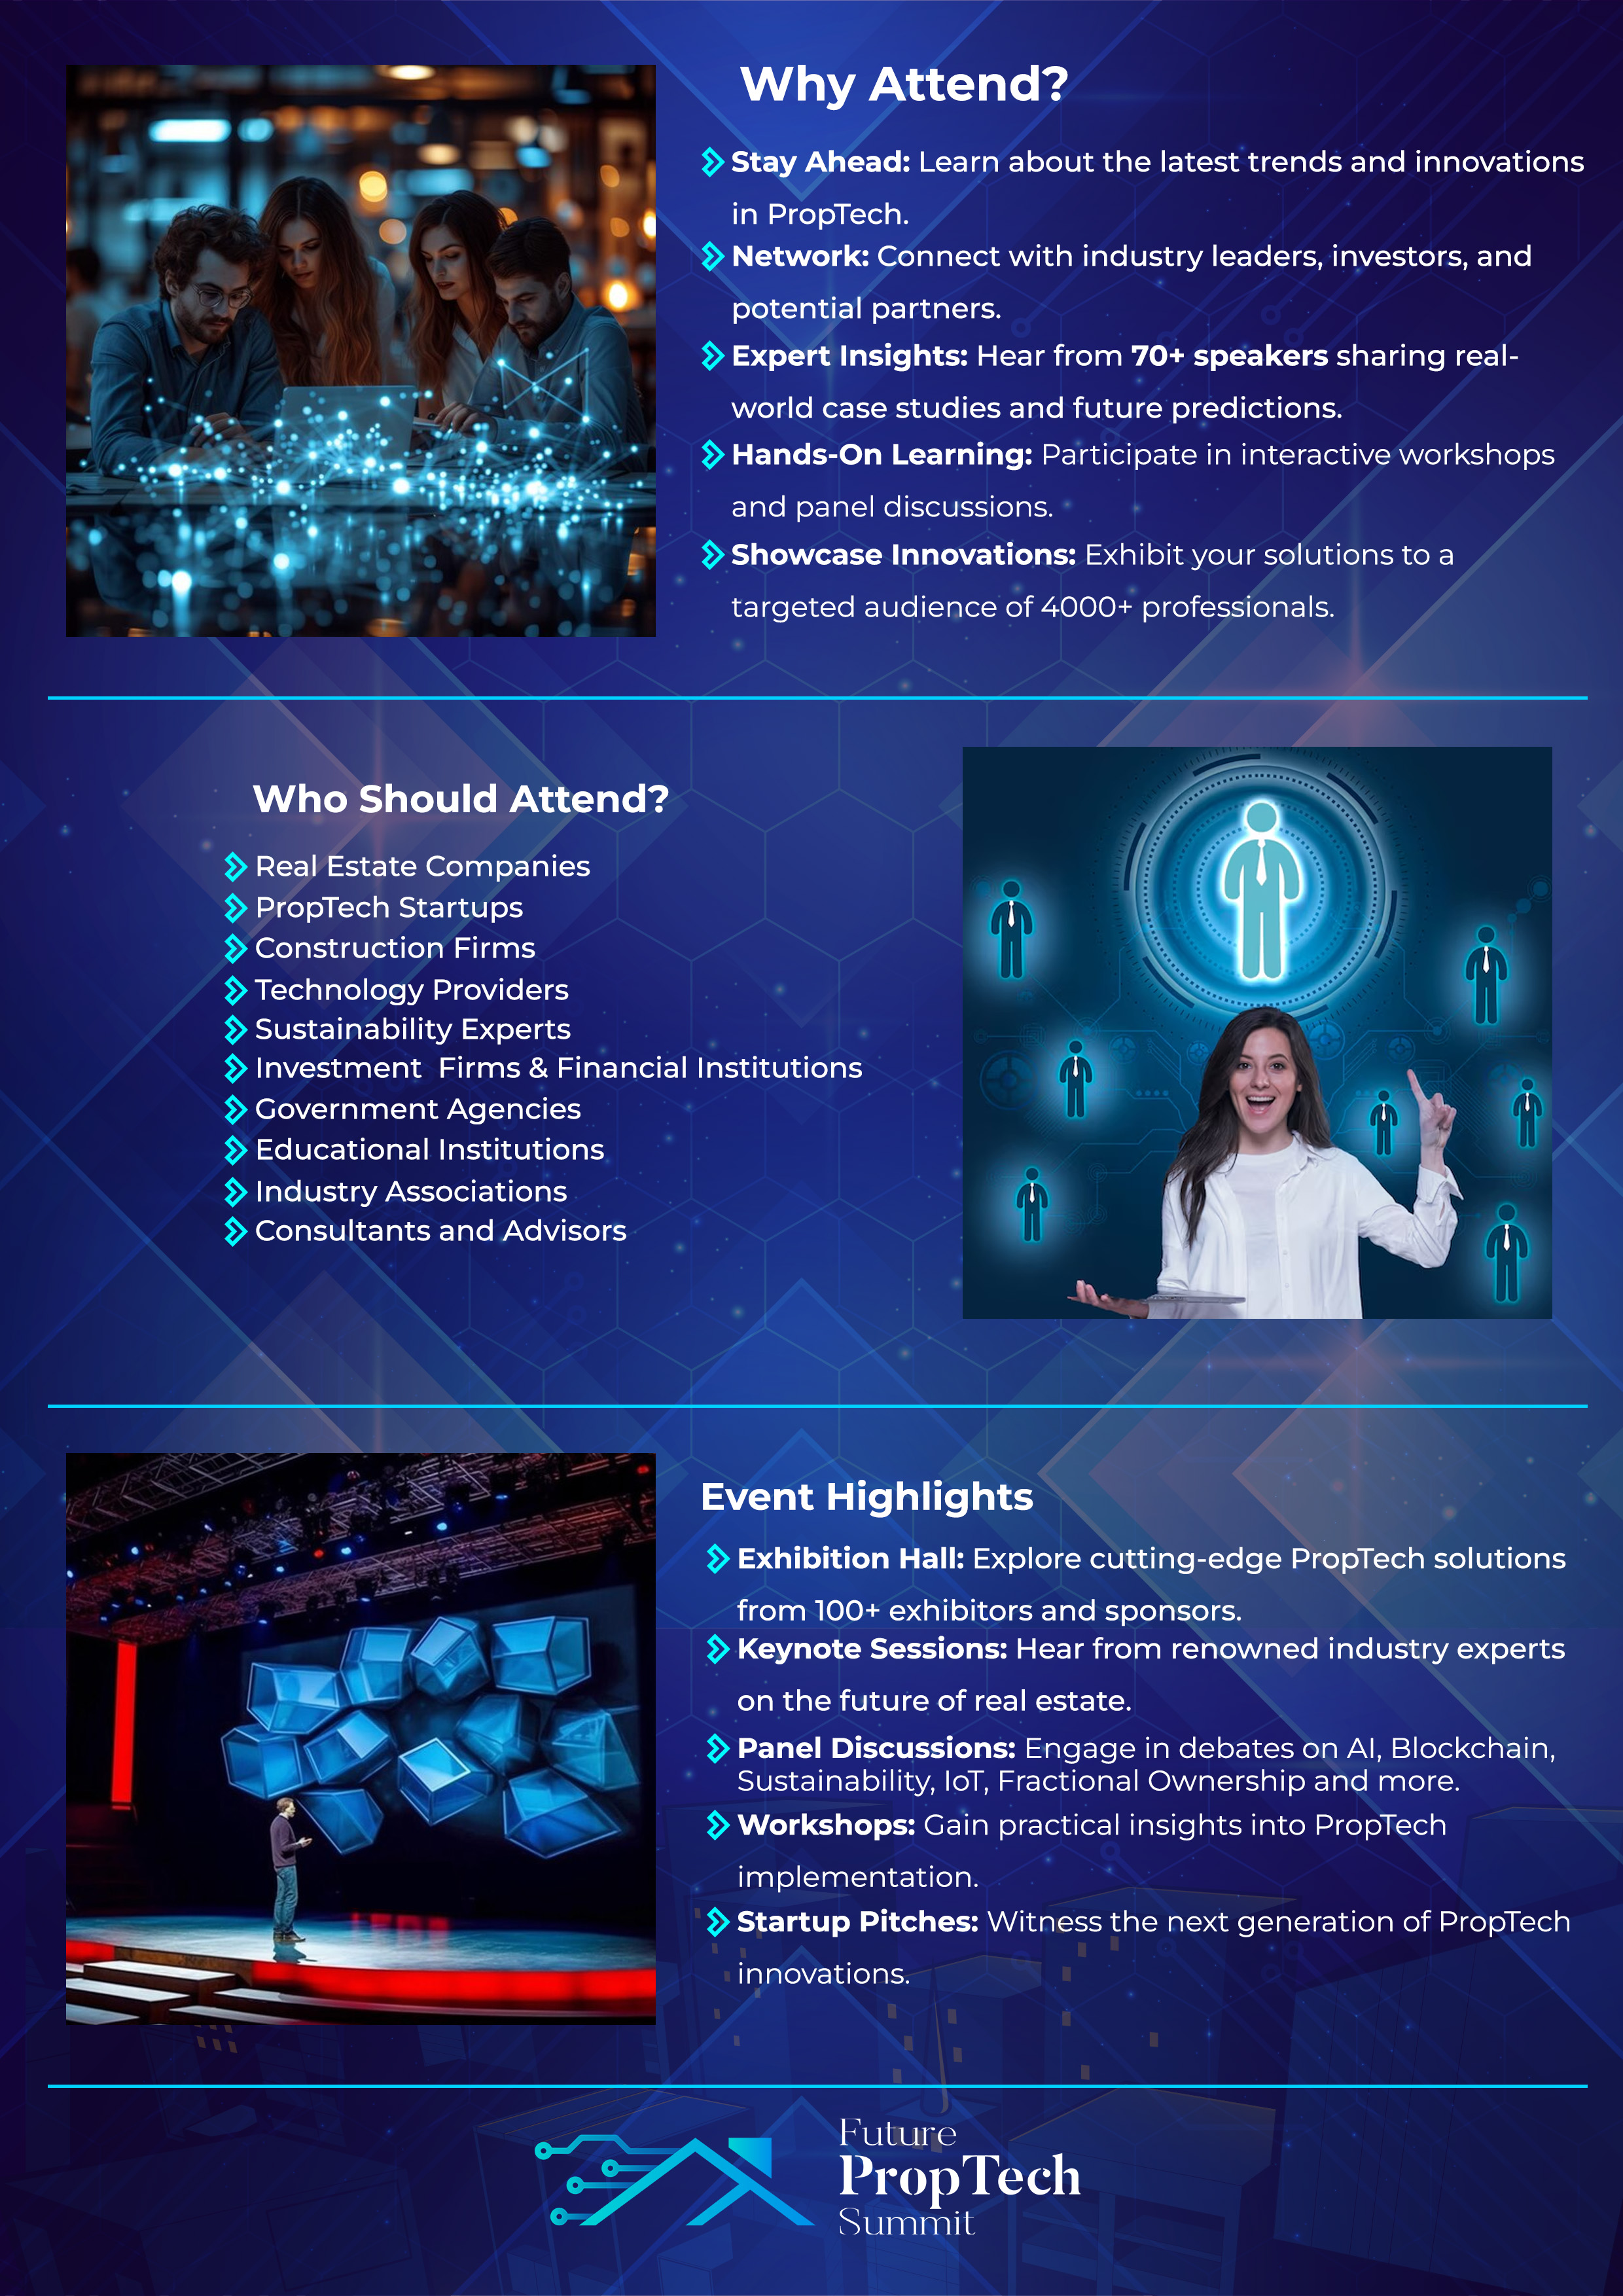 Why Attend?
Stay Ahead: Learn about the latest trends and innovations
in PropTech.
Network: Connect with industry leaders, investors, and
potential partners.
Expert Insights: Hear from 70+ speakers sharing real-
world case studies and future predictions.
Hands-On Learning: Participate in interactive workshops
and panel discussions.
Showcase Innovations: Exhibit your solutions to a
targeted audience of 4000+ professionals.
Who Should Attend?
Real Estate Companies
PropTech Startups
Construction Firms
Technology Providers
Sustainability Experts
Investment  Firms & Financial Institutions
Government Agencies
Educational Institutions
Industry Associations
Consultants and Advisors
Event Highlights
Exhibition Hall: Explore cutting-edge PropTech solutions
from 100+ exhibitors and sponsors.
Keynote Sessions: Hear from renowned industry experts
on the future of real estate.
Panel Discussions: Engage in debates on AI, Blockchain,
Sustainability, IoT, Fractional Ownership and more.
Workshops: Gain practical insights into PropTech
implementation.
Startup Pitches: Witness the next generation of PropTech
innovations.
Future
PropTech
Summit